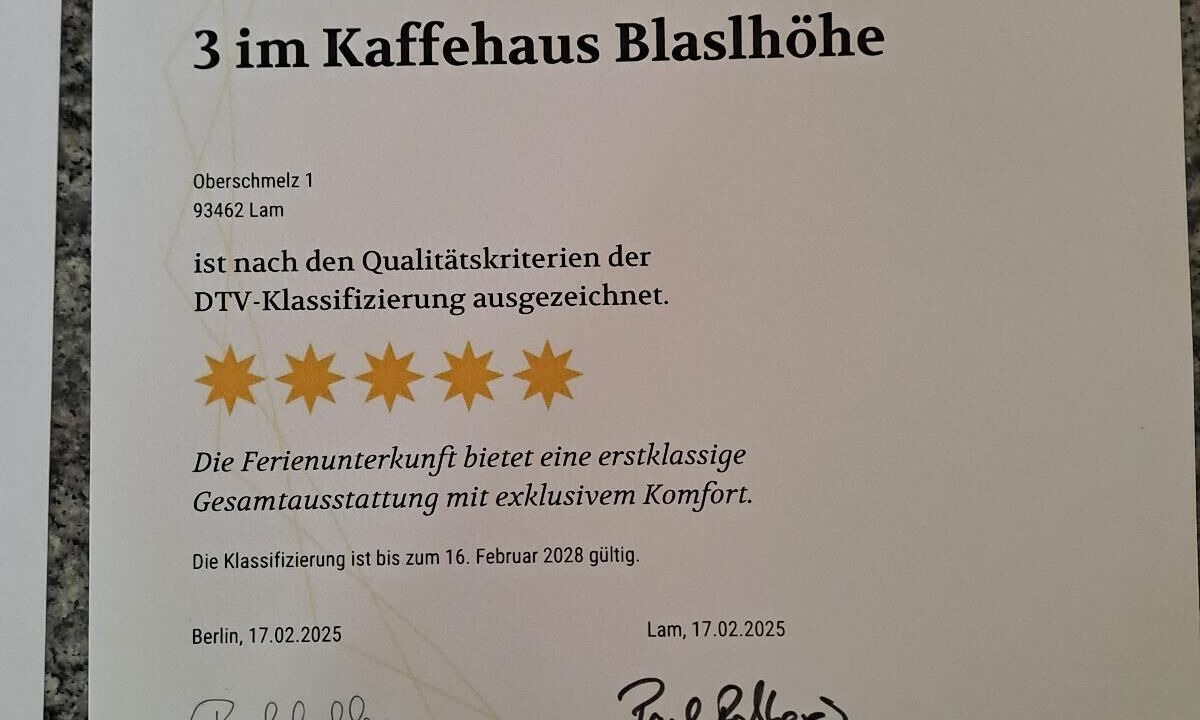 3 im Kaffehaus Blaslhöhe
Oberschmelz 1
93462 Lam
ist nach den Qualitätskriterien der
DTV-Klassifizierung ausgezeichnet.
Die Ferienunterkunft bietet eine erstklassige
Gesamtausstattung mit exklusivem Komfort.
Die Klassifizierung ist bis zum 16. Februar 2028 gültig.
Berlin, 17.02.2025
Lam, 17.02.2025